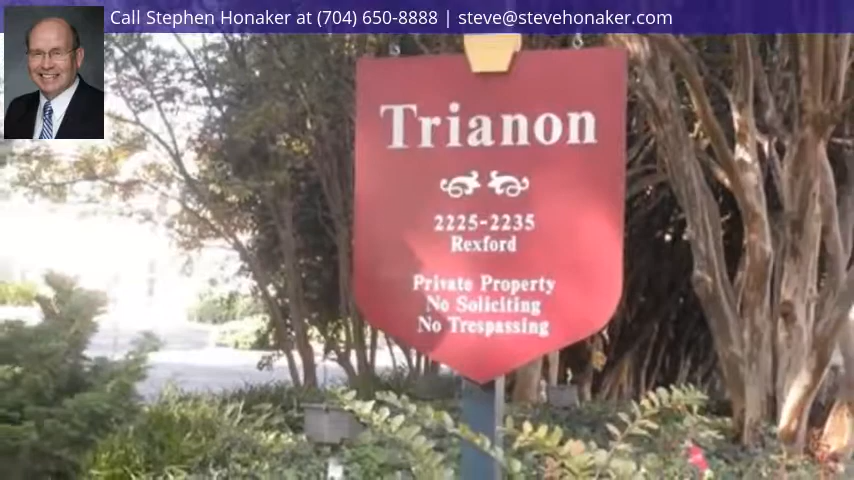 Call Stephen Honaker at (704) 650-8888 | steve@stevehonaker.com
Trianon
2225-2235
Rexford
Private Property
No Soliciting
No Trespassing